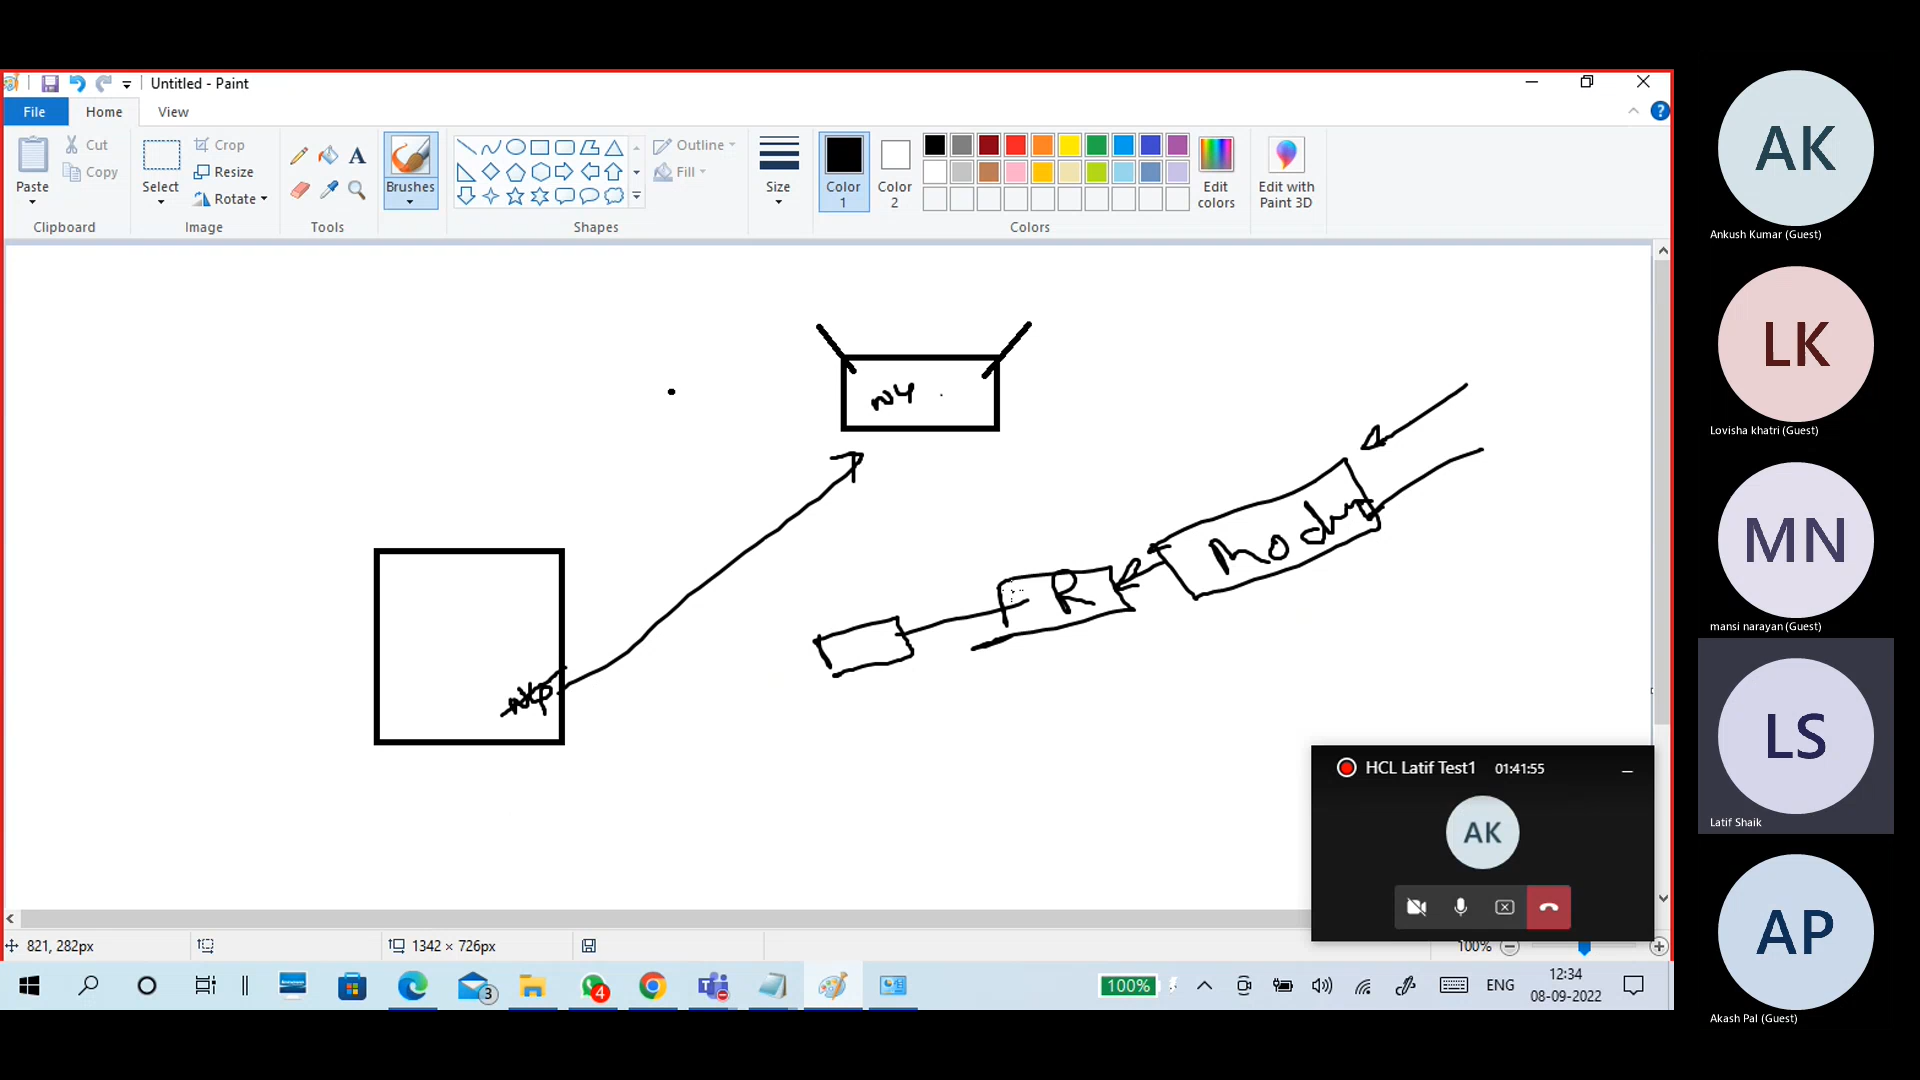 Untitled - Paint
File Home View
Paste
Cut
Copy
Select
Crop
Resize
Rotate
Brushes
Outline
Fill
Size
Color 1
Color 2
Edit colors
Edit with Paint 3D
Clipboard
Image
Tools
Shapes
Colors
R
HCL Latif Test1 01:41:55
AK
821, 282px
1342 × 726px
100%
3
4
100%
ENG
12:34
08-09-2022
AK
Ankush Kumar (Guest)
LK
Lovisha khatri (Guest)
MN
mansi narayan (Guest)
LS
Latif Shaik
AP
Akash Pal (Guest)